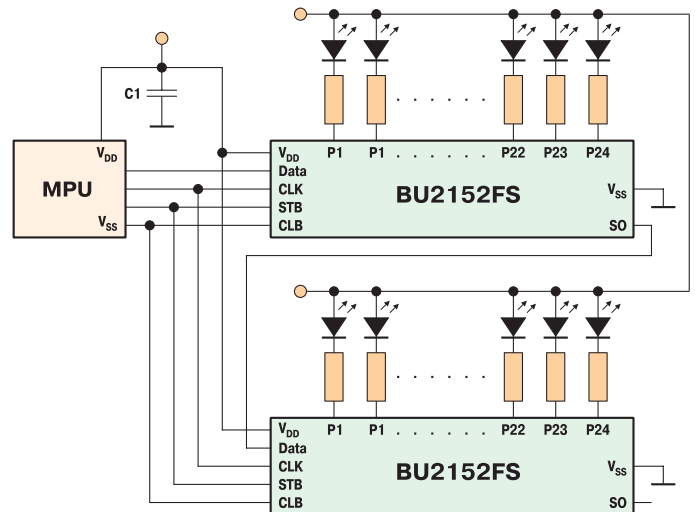 C1
MPU
VDD
VSS
VDD
Data
CLK
STB
CLB
P1 P1 . . . . . . P22 P23 P24
BU2152FS
VSS
SO
VDD
Data
CLK
STB
CLB
P1 P1 . . . . . . P22 P23 P24
BU2152FS
VSS
SO